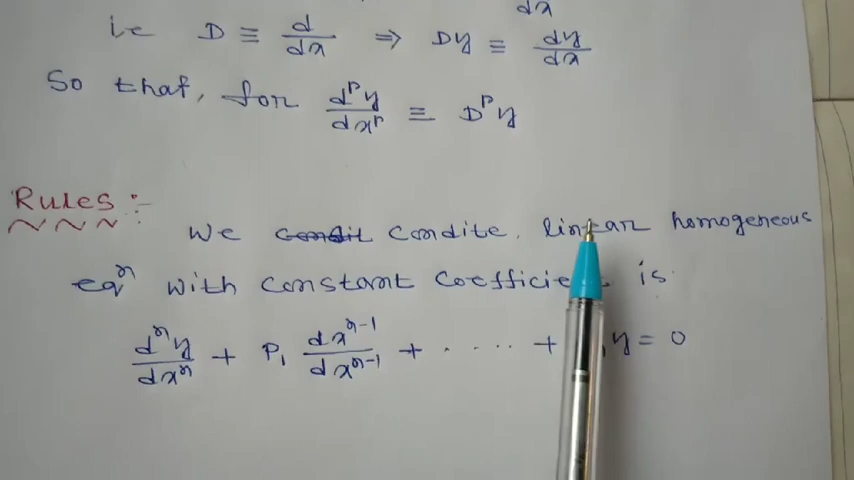 dx
ie D ≡ d/dx ⇒ Dy ≡ dy/dx
So that, for d^r y/dx^r ≡ D^r y
Rules:-
We condit condite. linear homogeneous
eqn with constant coefficie is.
d^n y/dx^n + P1 dx^n-1/dx^n-1 + ..... + y = 0